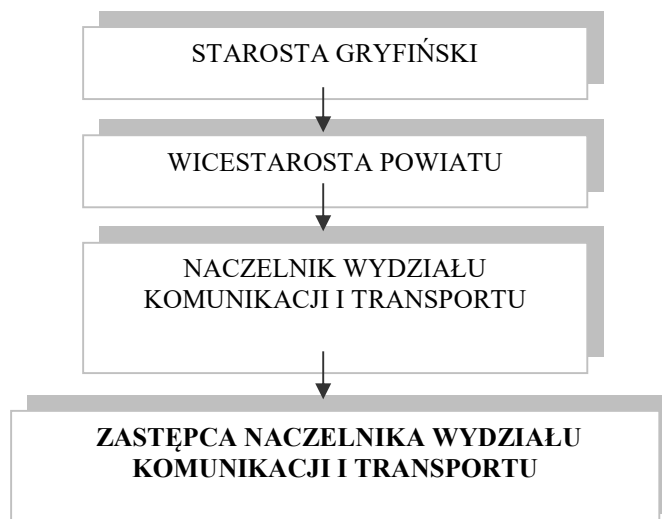 STAROSTA GRYFIŃSKI
WICESTAROSTA POWIATU
NACZELNIK WYDZIAŁU
KOMUNIKACJI I TRANSPORTU
ZASTĘPCA NACZELNIKA WYDZIAŁU
KOMUNIKACJI I TRANSPORTU